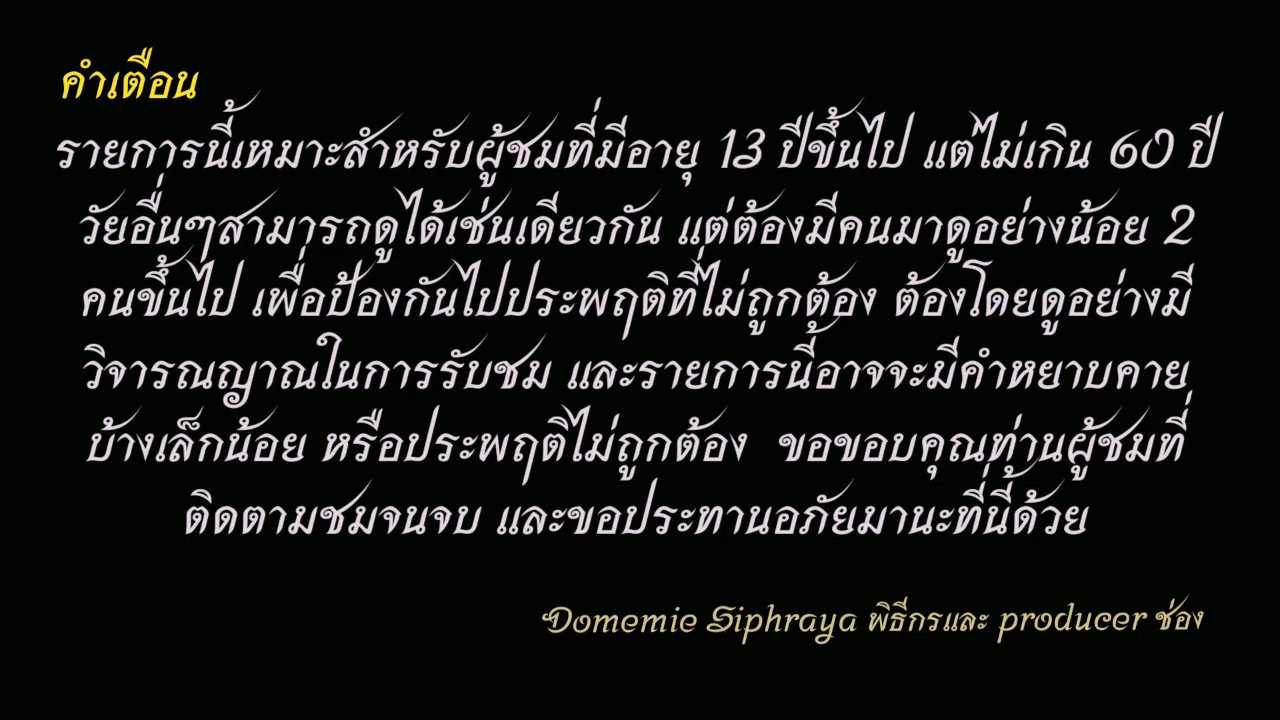 คำเตือน
รายการนี้เหมาะสำหรับผู้ชมที่มีอายุ 13 ปีขึ้นไป แต่ไม่เกิน 60 ปี
วัยอื่นๆสามารถดูได้เช่นเดียวกัน แต่ต้องมีคนมาดูอย่างน้อย 2
คนขึ้นไป เพื่อป้องกันไปประพฤติที่ไม่ถูกต้อง ต้องโดยดูอย่างมี
วิจารณญาณในการรับชม และรายการนี้อาจจะมีคำหยาบคาย
บ้างเล็กน้อย หรือประพฤติไม่ถูกต้อง ขอขอบคุณท่านผู้ชมที่
ติดตามชมจนจบ และขอประทานอภัยมานะที่นี้ด้วย
Domemie Siphraya พิธีกรและ producer ช่อง